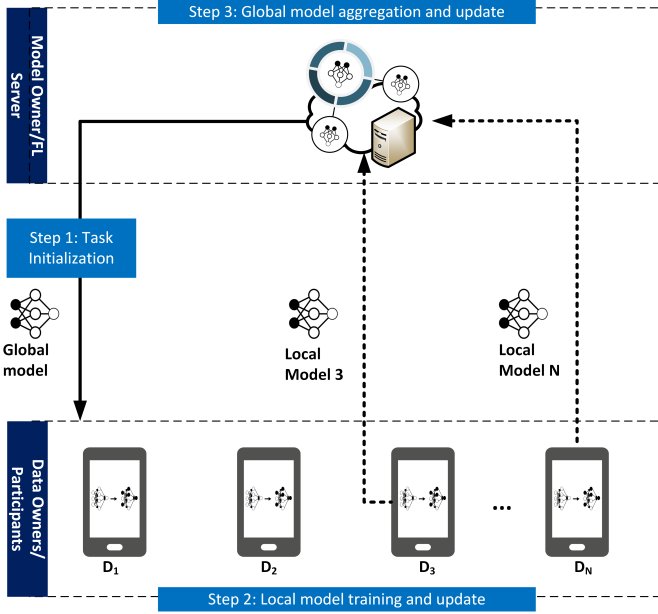 Step 3: Global model aggregation and update
Model Owner/FL
Server
Step 1: Task
Initialization
Global
model
Local
Model 3
Local
Model N
Data Owners/
Participants
...
D1
D2
D3
DN
Step 2: Local model training and update